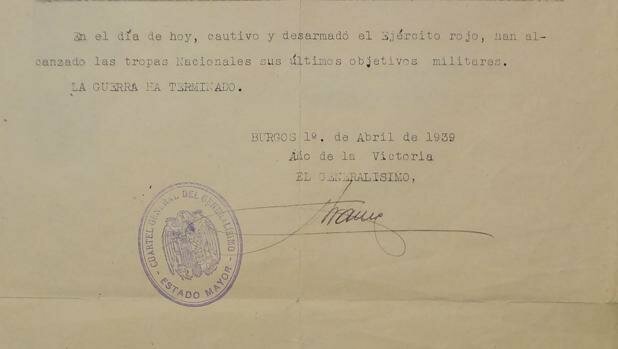 En el día de hoy, cautivo y desarmadó el Ejército rojo, han al-
canzado las tropas Nacionales sus últimos objetivos militares.
LA GUERRA HA TERMINADO.
BURGOS 1º. de Abril de 1939
Año de la Victoria
EL GENERALISIMO,
Franco
CUARTEL GENERAL DEL GENERALISIMO
- ESTADO MAYOR -